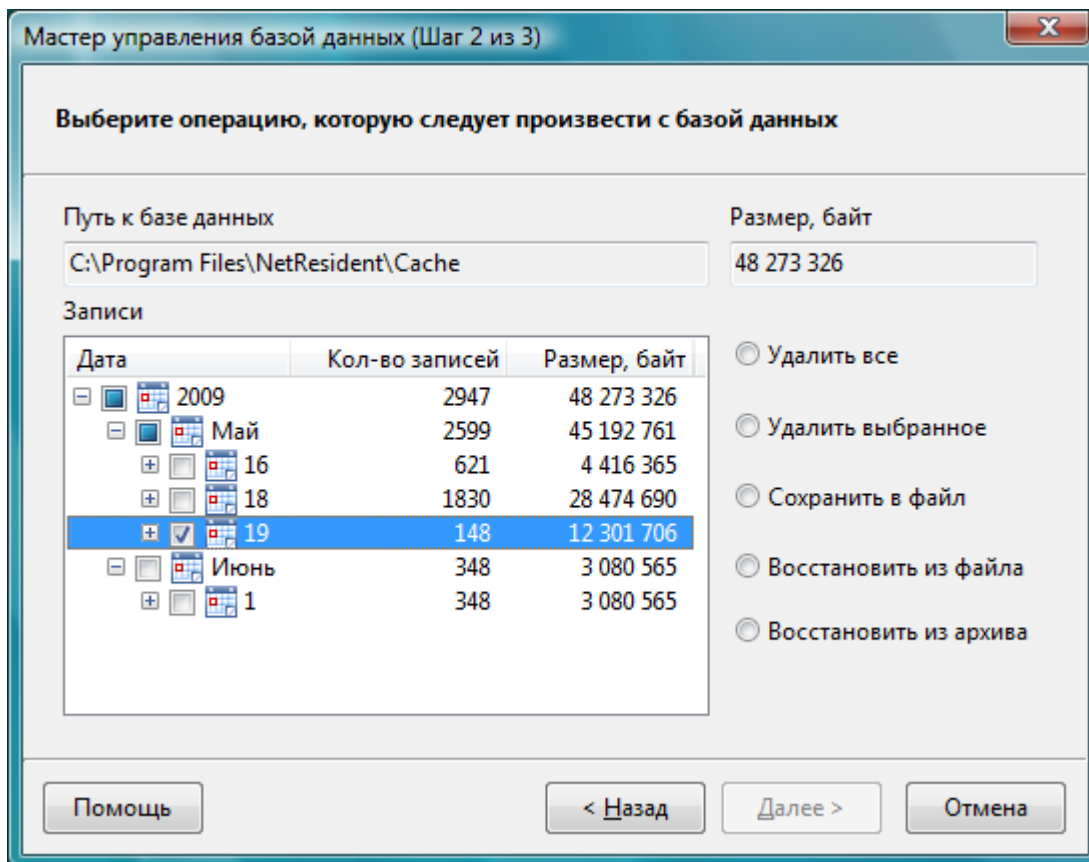 Мастер управления базой данных (Шаг 2 из 3)
Выберите операцию, которую следует произвести с базой данных
Путь к базе данных Размер, байт
C:\Program Files\NetResident\Cache 48 273 326
Записи
Дата Кол-во записей Размер, байт
2009 2947 48 273 326
Май 2599 45 192 761
16 621 4 416 365
18 1830 28 474 690
19 148 12 301 706
Июнь 348 3 080 565
1 348 3 080 565
Удалить все
Удалить выбранное
Сохранить в файл
Восстановить из файла
Восстановить из архива
Помощь < Назад Далее > Отмена